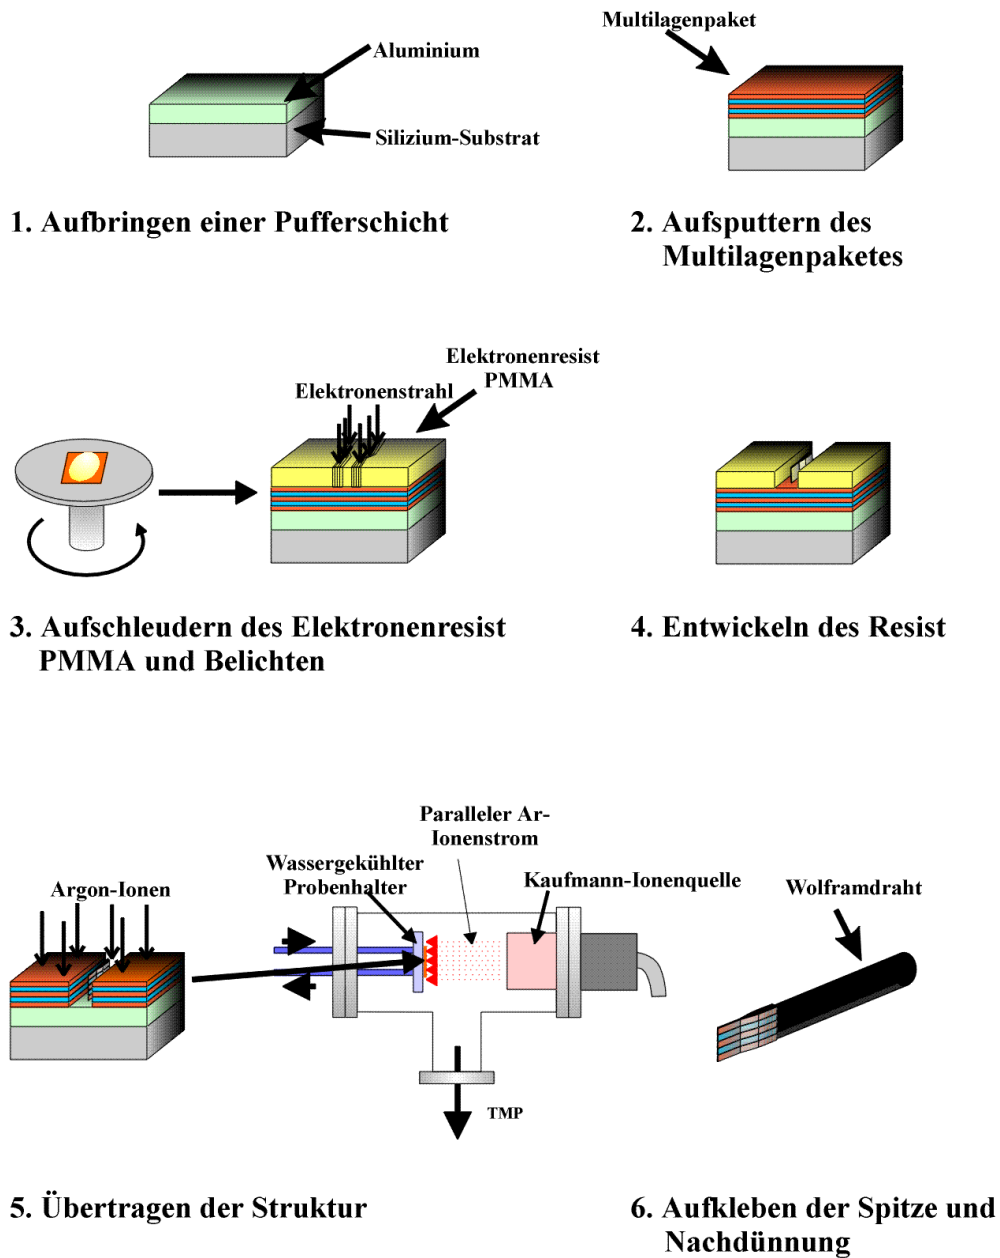 Aluminium
Silizium-Substrat
1. Aufbringen einer Pufferschicht
Multilagenpaket
2. Aufsputtern des
Multilagenpaketes
Elektronenresist
PMMA
Elektronenstrahl
3. Aufschleudern des Elektronenresist
PMMA und Belichten
4. Entwickeln des Resist
Argon-Ionen
Wassergekühlter
Probenhalter
Paralleler Ar-
Ionenstrom
Kaufmann-Ionenquelle
TMP
5. Übertragen der Struktur
Wolframdraht
6. Aufkleben der Spitze und
Nachdünnung